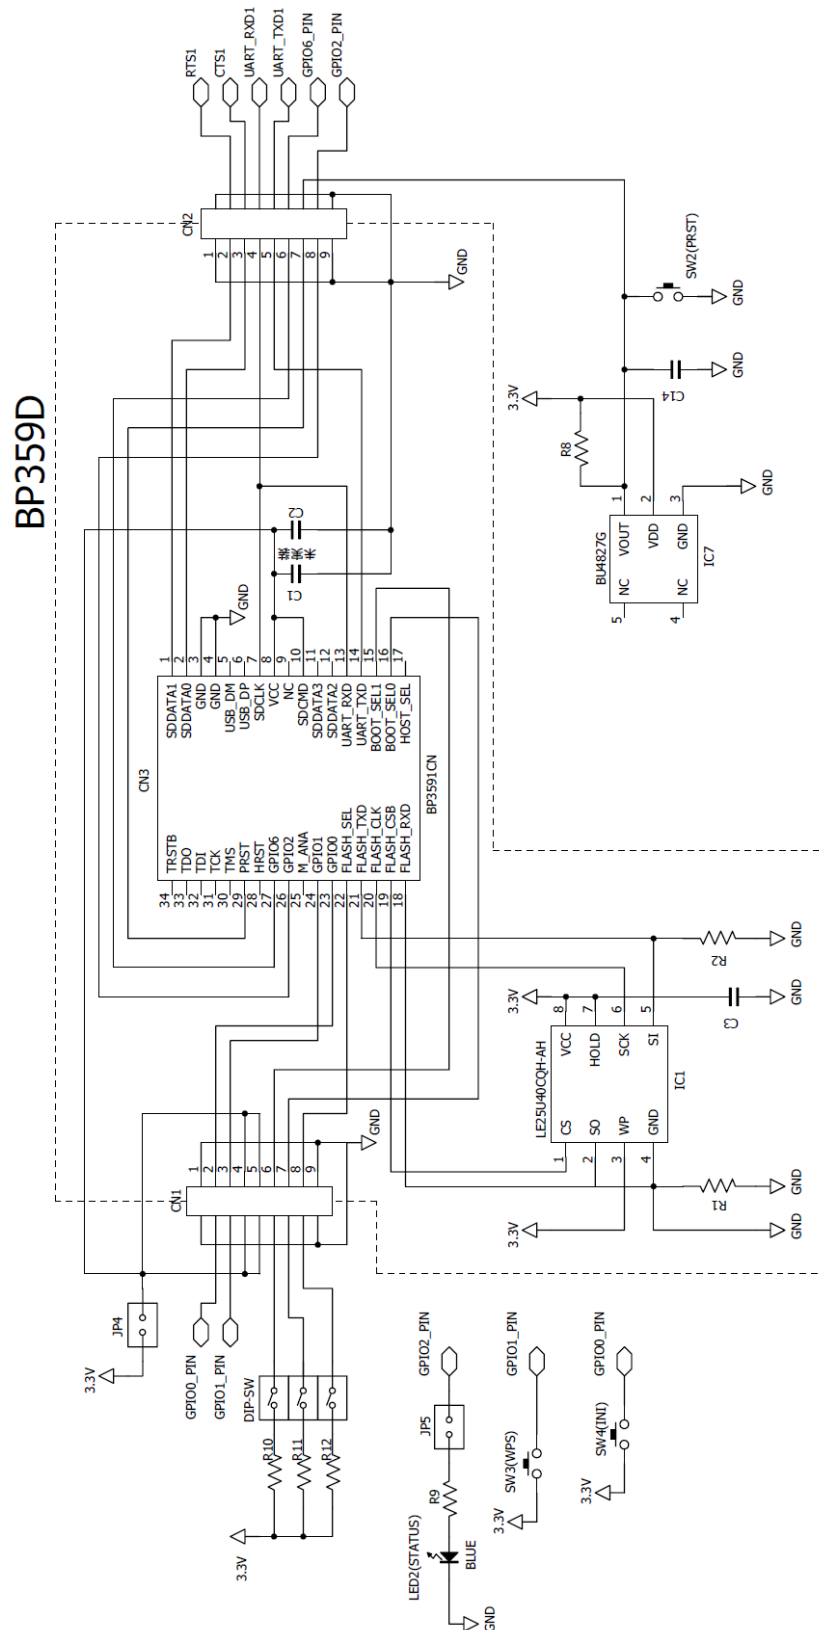 BP359D
RTS1
CTS1
UART_RXD1
UART_TXD1
GPIO6_PIN
GPIO2_PIN
CN2
1
2
3
4
5
6
7
8
9
GND
SW2(PRST)
GND
C14
GND
3.3V
R8
BU4827G
1
VOUT
2
VDD
3
GND
5
NC
4
NC
IC7
GND
C2
未実装
C1
GND
CN3
BP3591CN
1
SDDATA1
2
SDDATA0
3
GND
4
GND
5
USB_DM
6
USB_DP
7
SDCLK
8
VCC
9
NC
10
SDCMD
11
SDDATA3
12
SDDATA2
13
UART_RXD
14
UART_TXD
15
BOOT_SEL1
16
BOOT_SEL0
17
HOST_SEL
34
TRSTB
33
TDO
32
TDI
31
TCK
30
TMS
29
PRST
28
HRST
27
GPIO6
26
GPIO2
25
M_ANA
24
GPIO1
23
GPIO0
22
FLASH_SEL
21
FLASH_TXD
20
FLASH_CLK
19
FLASH_CSB
18
FLASH_RXD
R2
GND
3.3V
C3
GND
LE25U40CQH-AH
8
VCC
7
HOLD
6
SCK
5
SI
1
CS
2
SO
3
WP
4
GND
IC1
R1
GND
GND
3.3V
CN1
1
2
3
4
5
6
7
8
9
GND
JP4
3.3V
GPIO0_PIN
GPIO1_PIN
DIP-SW
R10
R11
R12
3.3V
GPIO2_PIN
JP5
R9
LED2(STATUS)
BLUE
GND
GPIO1_PIN
SW3(WPS)
3.3V
GPIO0_PIN
SW4(INI)
3.3V